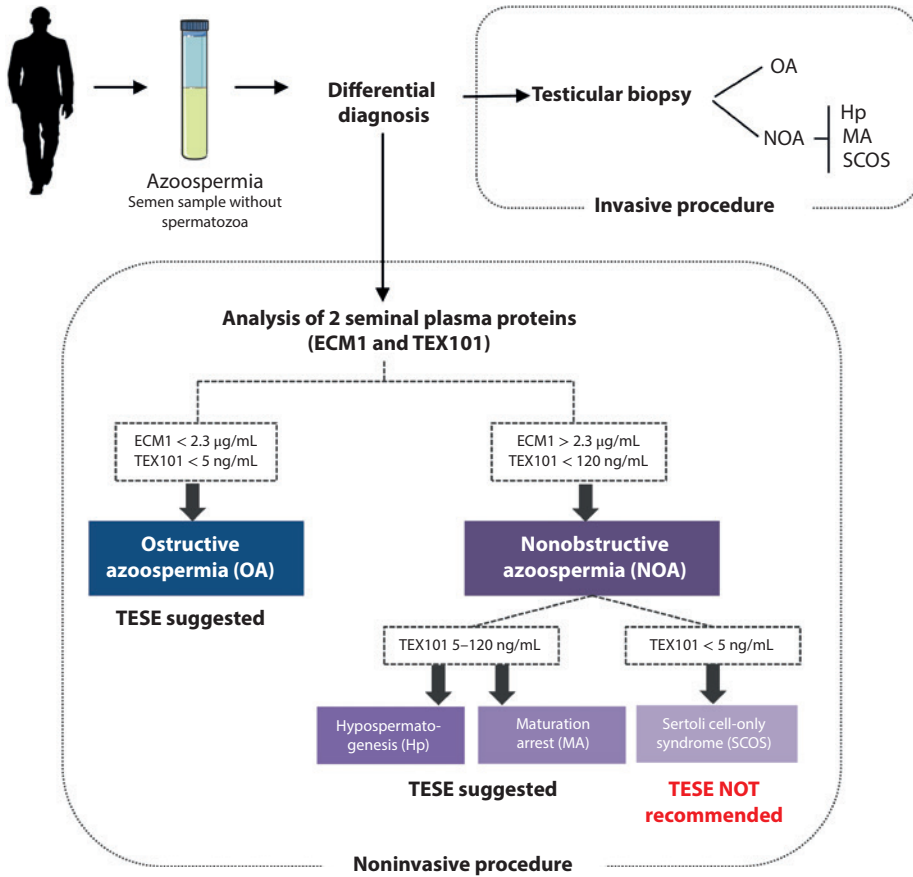 Azoospermia
Semen sample without
spermatozoa
Differential
diagnosis
Testicular biopsy
OA
NOA
Hp
MA
SCOS
Invasive procedure
Analysis of 2 seminal plasma proteins
(ECM1 and TEX101)
ECM1 < 2.3 µg/mL
TEX101 < 5 ng/mL
ECM1 > 2.3 µg/mL
TEX101 < 120 ng/mL
Ostructive
azoospermia (OA)
TESE suggested
Nonobstructive
azoospermia (NOA)
TEX101 5–120 ng/mL
TEX101 < 5 ng/mL
Hypospermato-
genesis (Hp)
Maturation
arrest (MA)
Sertoli cell-only
syndrome (SCOS)
TESE suggested
TESE NOT
recommended
Noninvasive procedure